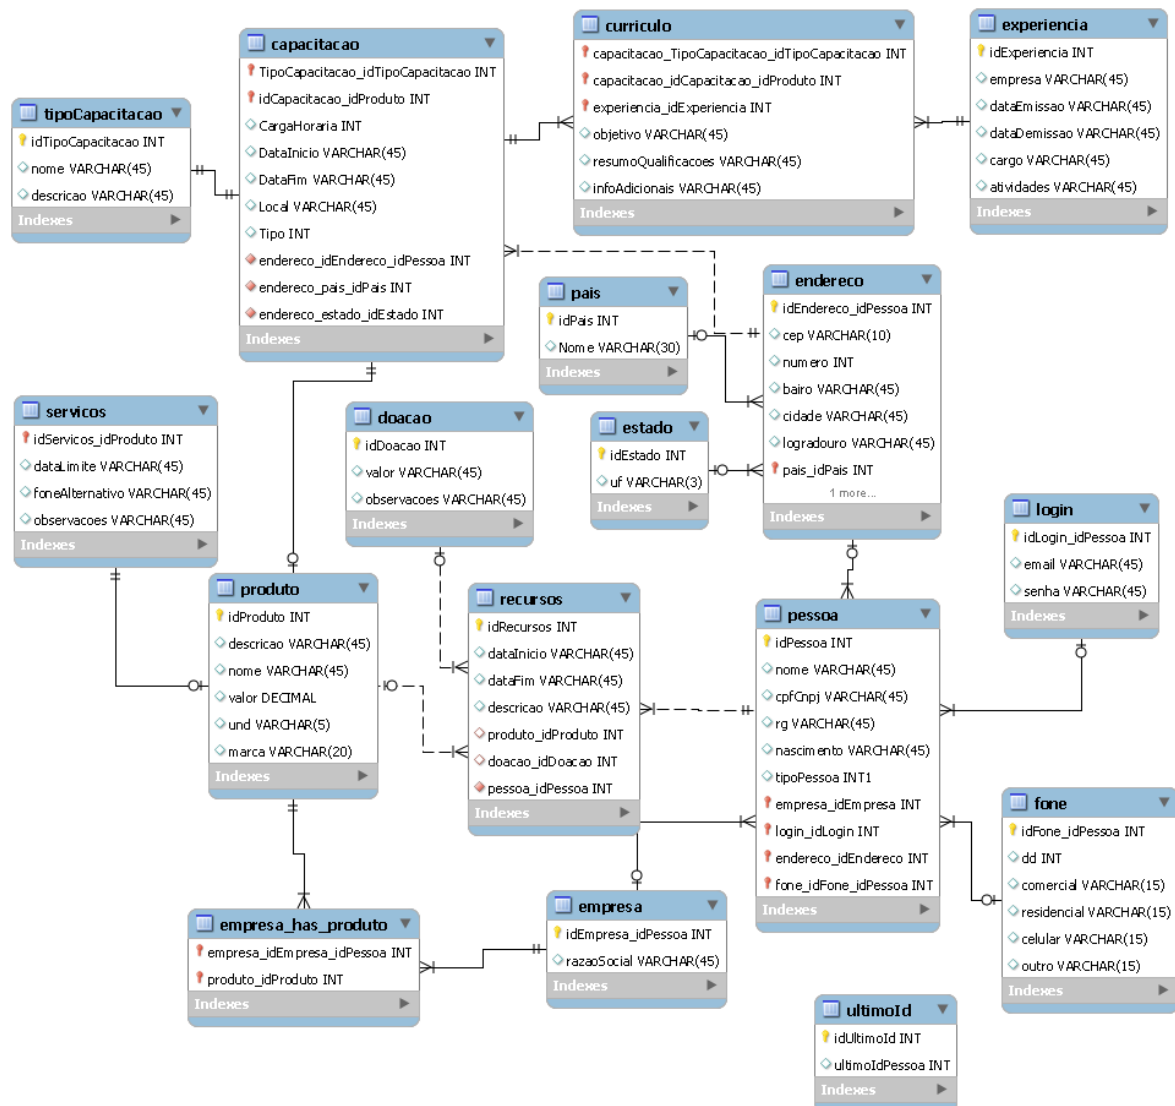 capacitacao
TipoCapacitacao_idTipoCapacitacao INT
idCapacitacao_idProduto INT
CargaHoraria INT
DataInicio VARCHAR(45)
DataFim VARCHAR(45)
Local VARCHAR(45)
Tipo INT
endereco_idEndereco_idPessoa INT
endereco_pais_idPais INT
endereco_estado_idEstado INT
Indexes
curriculo
capacitacao_TipoCapacitacao_idTipoCapacitacao INT
capacitacao_idCapacitacao_idProduto INT
experiencia_idExperiencia INT
objetivo VARCHAR(45)
resumoQualificacoes VARCHAR(45)
infoAdicionais VARCHAR(45)
Indexes
experiencia
idExperiencia INT
empresa VARCHAR(45)
dataEmissao VARCHAR(45)
dataDemissao VARCHAR(45)
cargo VARCHAR(45)
atividades VARCHAR(45)
Indexes
tipoCapacitacao
idTipoCapacitacao INT
nome VARCHAR(45)
descricao VARCHAR(45)
Indexes
pais
idPais INT
Nome VARCHAR(30)
Indexes
endereco
idEndereco_idPessoa INT
cep VARCHAR(10)
numero INT
bairo VARCHAR(45)
cidade VARCHAR(45)
logradouro VARCHAR(45)
pais_idPais INT
1 more...
Indexes
servicos
idServicos_idProduto INT
dataLimite VARCHAR(45)
foneAlternativo VARCHAR(45)
observacoes VARCHAR(45)
Indexes
doacao
idDoacao INT
valor VARCHAR(45)
observacoes VARCHAR(45)
Indexes
estado
idEstado INT
uf VARCHAR(3)
Indexes
login
idLogin_idPessoa INT
email VARCHAR(45)
senha VARCHAR(45)
Indexes
produto
idProduto INT
descricao VARCHAR(45)
nome VARCHAR(45)
valor DECIMAL
und VARCHAR(5)
marca VARCHAR(20)
Indexes
recursos
idRecursos INT
dataInicio VARCHAR(45)
dataFim VARCHAR(45)
descricao VARCHAR(45)
produto_idProduto INT
doacao_idDoacao INT
pessoa_idPessoa INT
Indexes
pessoa
idPessoa INT
nome VARCHAR(45)
cpfCnpj VARCHAR(45)
rg VARCHAR(45)
nascimento VARCHAR(45)
tipoPessoa INT1
empresa_idEmpresa INT
login_idLogin INT
endereco_idEndereco INT
fone_idFone_idPessoa INT
Indexes
fone
idFone_idPessoa INT
dd INT
comercial VARCHAR(15)
residencial VARCHAR(15)
celular VARCHAR(15)
outro VARCHAR(15)
Indexes
empresa_has_produto
empresa_idEmpresa_idPessoa INT
produto_idProduto INT
Indexes
empresa
idEmpresa_idPessoa INT
razaoSocial VARCHAR(45)
Indexes
ultimoId
idUltimoId INT
ultimoIdPessoa INT
Indexes